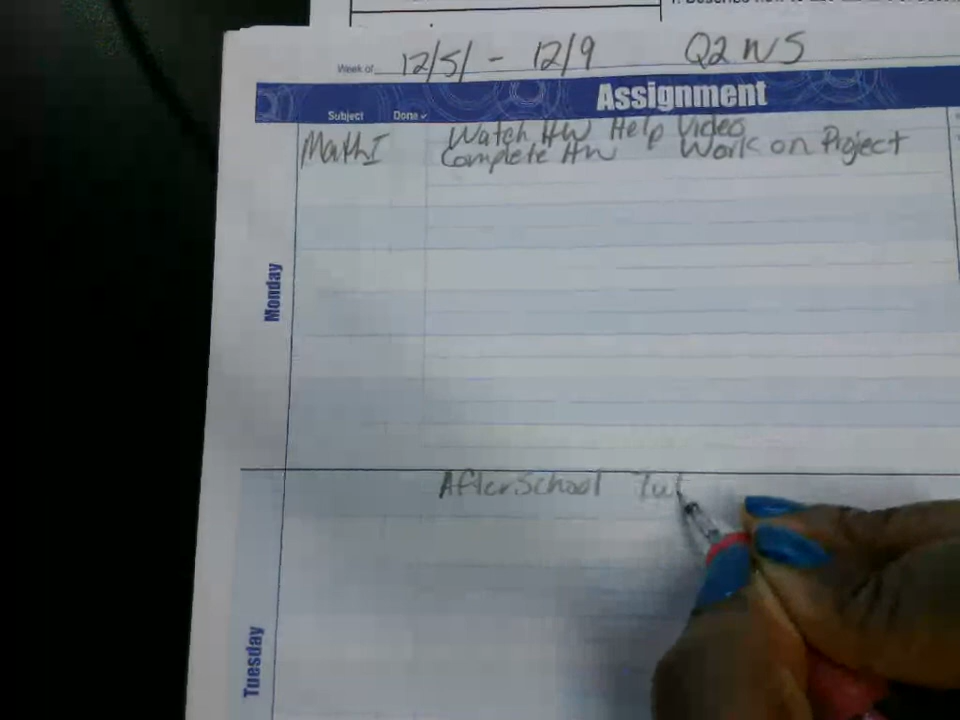 Week of 12/5/ - 12/9 Q2 W5
Assignment
Subject Done ✓
Math I Watch HW Help Video
Complete HW Work on Project
Monday
AfterSchool Tut
Tuesday